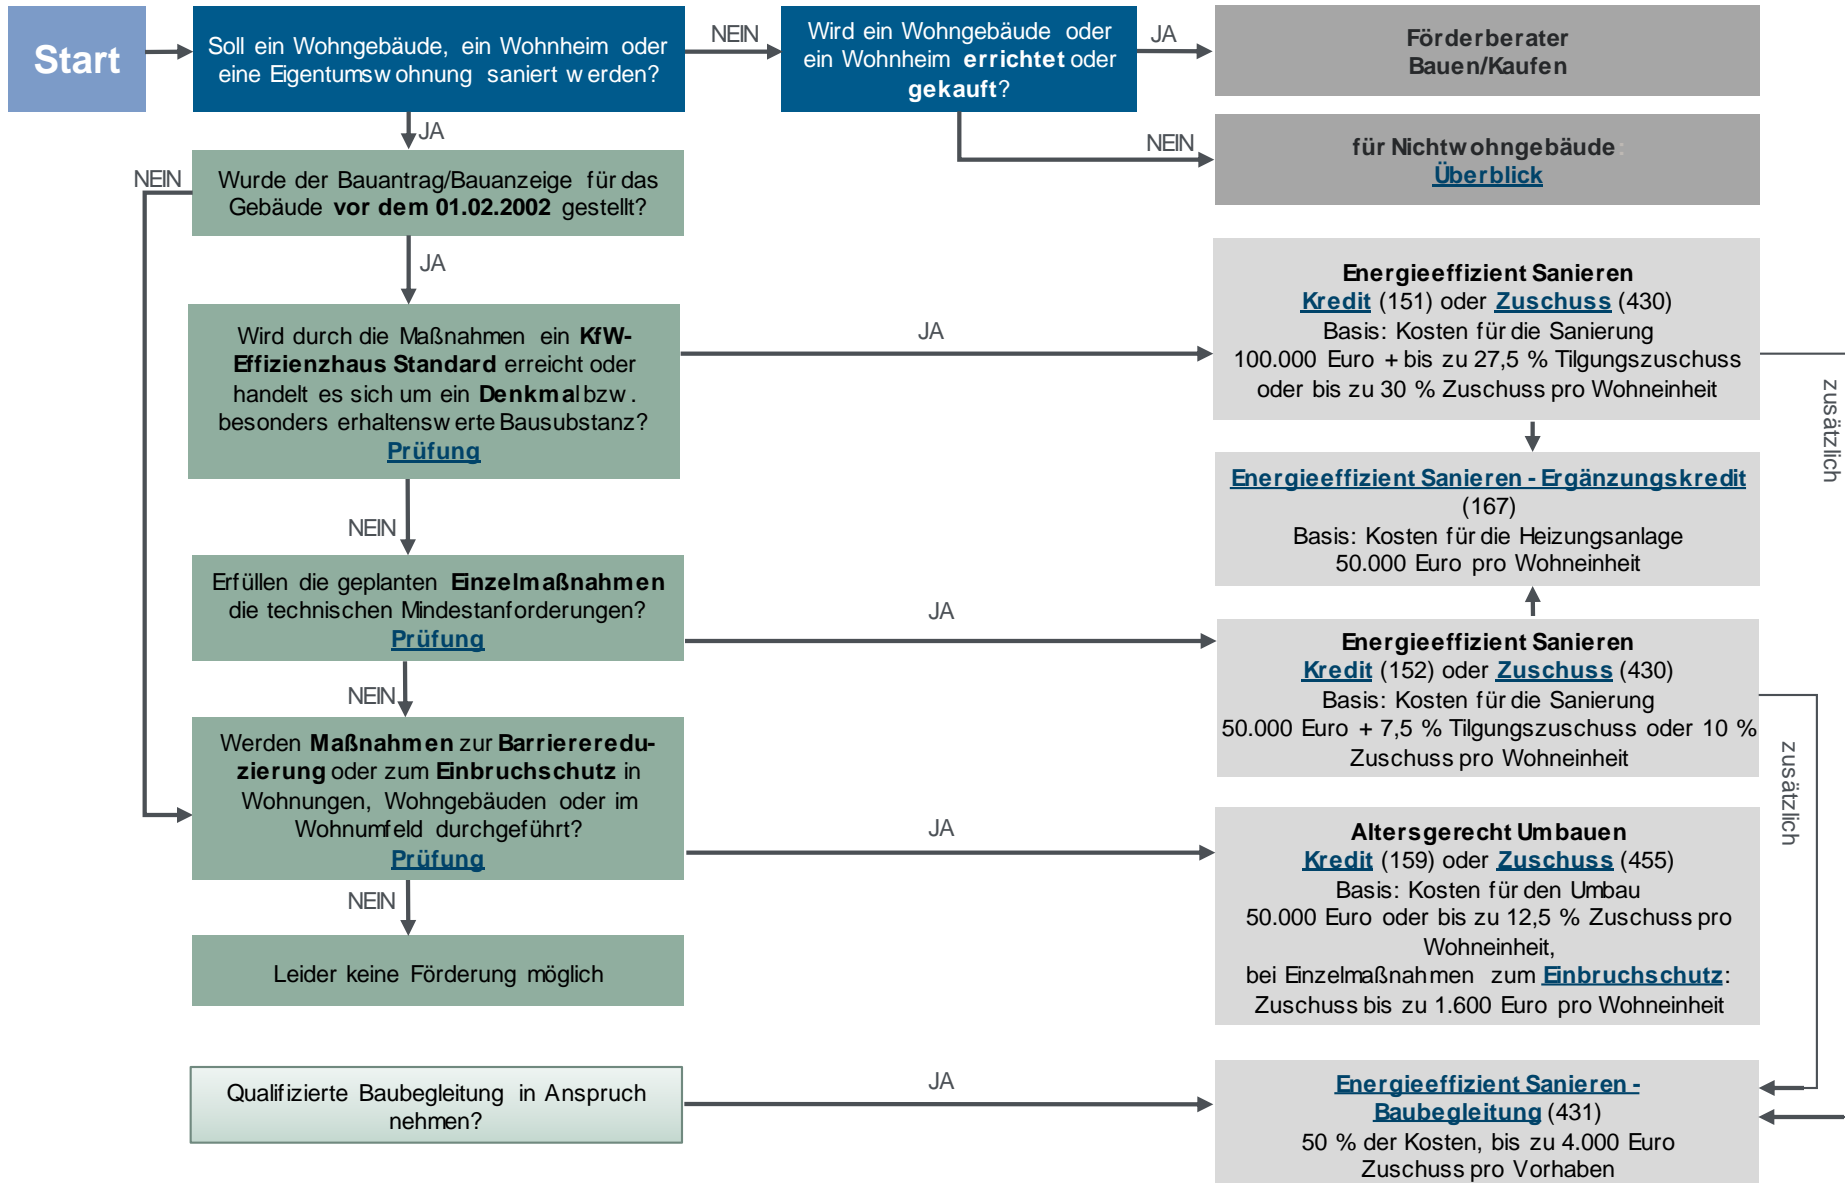 Start
Soll ein Wohngebäude, ein Wohnheim oder
eine Eigentumswohnung saniert werden?
NEIN
Wird ein Wohngebäude oder
ein Wohnheim errichtet oder
gekauft?
JA
Förderberater
Bauen/Kaufen
NEIN
für Nichtwohngebäude:
Überblick
JA
NEIN
Wurde der Bauantrag/Bauanzeige für das
Gebäude vor dem 01.02.2002 gestellt?
JA
Wird durch die Maßnahmen ein KfW-
Effizienzhaus Standard erreicht oder
handelt es sich um ein Denkmal bzw.
besonders erhaltenswerte Bausubstanz?
Prüfung
JA
Energieeffizient Sanieren
Kredit (151) oder Zuschuss (430)
Basis: Kosten für die Sanierung
100.000 Euro + bis zu 27,5 % Tilgungszuschuss
oder bis zu 30 % Zuschuss pro Wohneinheit
zusätzlich
Energieeffizient Sanieren - Ergänzungskredit
(167)
Basis: Kosten für die Heizungsanlage
50.000 Euro pro Wohneinheit
NEIN
Erfüllen die geplanten Einzelmaßnahmen
die technischen Mindestanforderungen?
Prüfung
JA
Energieeffizient Sanieren
Kredit (152) oder Zuschuss (430)
Basis: Kosten für die Sanierung
50.000 Euro + 7,5 % Tilgungszuschuss oder 10 %
Zuschuss pro Wohneinheit
zusätzlich
NEIN
Werden Maßnahmen zur Barrieneredu-
zierung oder zum Einbruchschutz in
Wohnungen, Wohngebäuden oder im
Wohnumfeld durchgeführt?
Prüfung
JA
Altersgerecht Umbauen
Kredit (159) oder Zuschuss (455)
Basis: Kosten für den Umbau
50.000 Euro oder bis zu 12,5 % Zuschuss pro
Wohneinheit,
bei Einzelmaßnahmen zum Einbruchschutz:
Zuschuss bis zu 1.600 Euro pro Wohneinheit
NEIN
Leider keine Förderung möglich
Qualifizierte Baubegleitung in Anspruch
nehmen?
JA
Energieeffizient Sanieren -
Baubegleitung (431)
50 % der Kosten, bis zu 4.000 Euro
Zuschuss pro Vorhaben